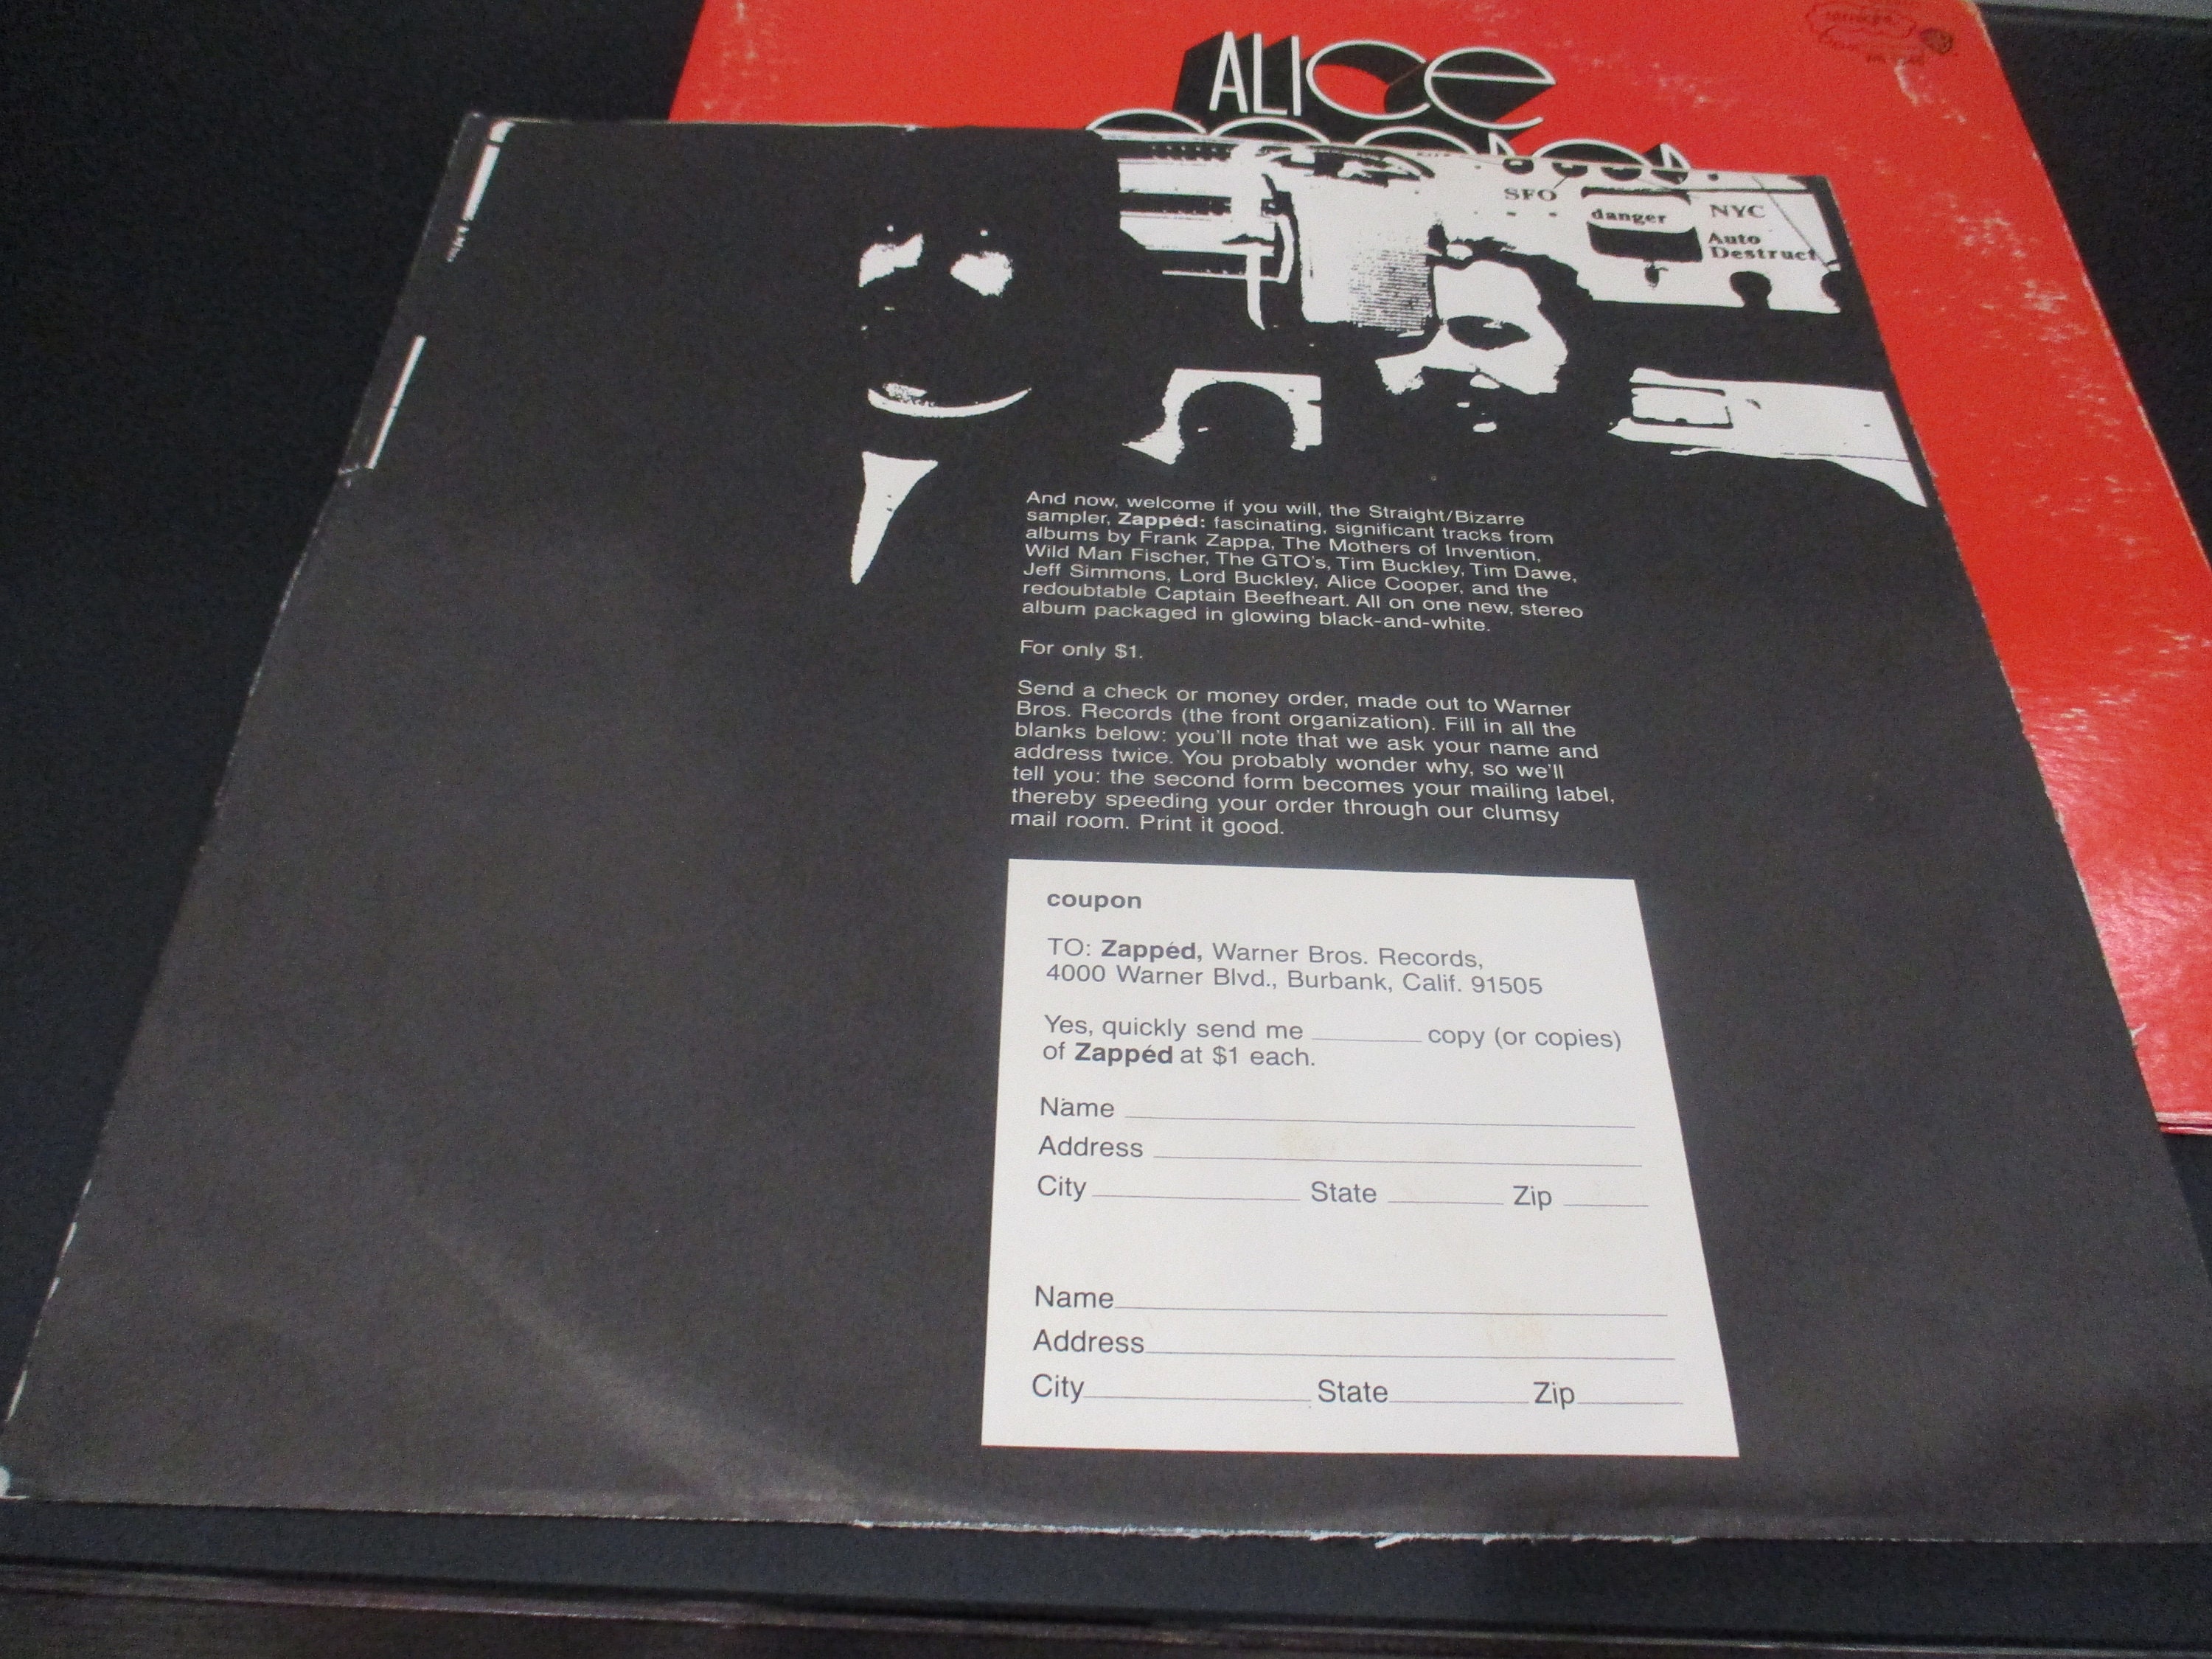 ALICE
SFO
danger
NYC
Auto
Destruct
And now, welcome if you will, the Straight/Bizarre
sampler, Zappéd: fascinating, significant tracks from
albums by Frank Zappa, The Mothers of Invention,
Wild Man Fischer, The GTO's, Tim Buckley, Tim Dawe,
Jeff Simmons, Lord Buckley, Alice Cooper, and the
redoubtable Captain Beefheart. All on one new, stereo
album packaged in glowing black-and-white.
For only $1.
Send a check or money order, made out to Warner
Bros. Records (the front organization). Fill in all the
blanks below: you'll note that we ask your name and
address twice. You probably wonder why, so we'll
tell you: the second form becomes your mailing label,
thereby speeding your order through our clumsy
mail room. Print it good.
coupon
TO: Zappéd, Warner Bros. Records,
4000 Warner Blvd., Burbank, Calif. 91505
Yes, quickly send me ________ copy (or copies)
of Zappéd at $1 each.
Name
Address
City State Zip
Name
Address
City State Zip